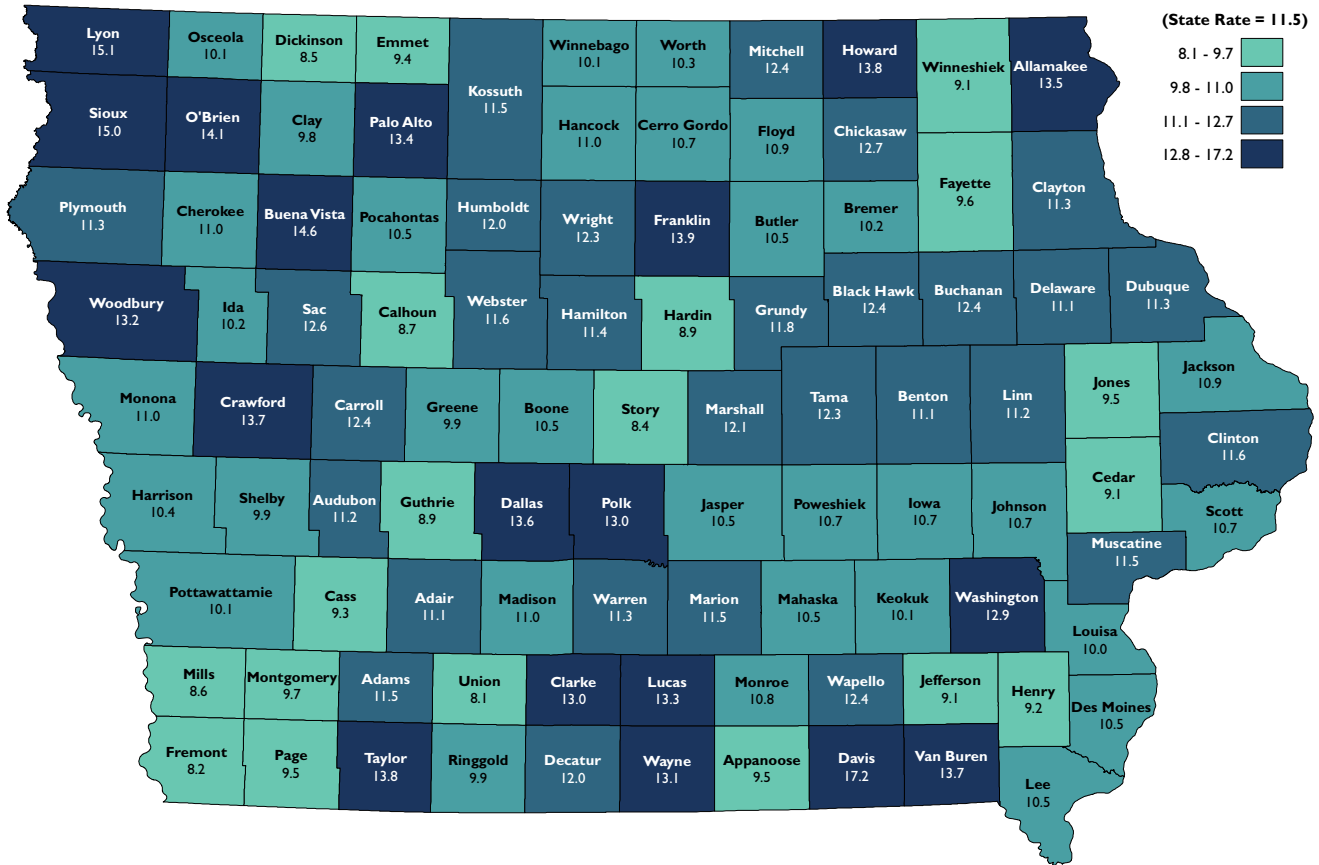 (State Rate = 11.5)
8.1 - 9.7
9.8 - 11.0
11.1 - 12.7
12.8 - 17.2
Lyon
15.1
Osceola
10.1
Dickinson
8.5
Emmet
9.4
Kossuth
11.5
Winnebago
10.1
Worth
10.3
Mitchell
12.4
Howard
13.8
Winneshiek
9.1
Allamakee
13.5
Sioux
15.0
O'Brien
14.1
Clay
9.8
Palo Alto
13.4
Hancock
11.0
Cerro Gordo
10.7
Floyd
10.9
Chickasaw
12.7
Plymouth
11.3
Cherokee
11.0
Buena Vista
14.6
Pocahontas
10.5
Humboldt
12.0
Wright
12.3
Franklin
13.9
Butler
10.5
Bremer
10.2
Fayette
9.6
Clayton
11.3
Woodbury
13.2
Ida
10.2
Sac
12.6
Calhoun
8.7
Webster
11.6
Hamilton
11.4
Hardin
8.9
Grundy
11.8
Black Hawk
12.4
Buchanan
12.4
Delaware
11.1
Dubuque
11.3
Monona
11.0
Crawford
13.7
Carroll
12.4
Greene
9.9
Boone
10.5
Story
8.4
Marshall
12.1
Tama
12.3
Benton
11.1
Linn
11.2
Jones
9.5
Jackson
10.9
Clinton
11.6
Harrison
10.4
Shelby
9.9
Audubon
11.2
Guthrie
8.9
Dallas
13.6
Polk
13.0
Jasper
10.5
Poweshiek
10.7
Iowa
10.7
Johnson
10.7
Cedar
9.1
Scott
10.7
Muscatine
11.5
Pottawattamie
10.1
Cass
9.3
Adair
11.1
Madison
11.0
Warren
11.3
Marion
11.5
Mahaska
10.5
Keokuk
10.1
Washington
12.9
Louisa
10.0
Mills
8.6
Montgomery
9.7
Adams
11.5
Union
8.1
Clarke
13.0
Lucas
13.3
Monroe
10.8
Wapello
12.4
Jefferson
9.1
Henry
9.2
Des Moines
10.5
Fremont
8.2
Page
9.5
Taylor
13.8
Ringgold
9.9
Decatur
12.0
Wayne
13.1
Appanoose
9.5
Davis
17.2
Van Buren
13.7
Lee
10.5